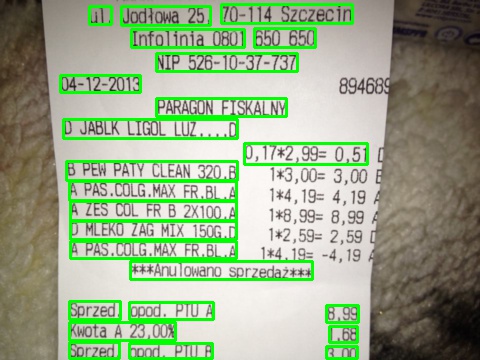 ul. Jodłowa 25, 70-114 Szczecin
Infolinia 0801 650 650
NIP 526-10-37-737
04-12-2013 894689
PARAGON FISKALNY
D JABLK LIGOL LUZ....D
0,17*2,99= 0,51 D
B PEW PATY CLEAN 320.B 1*3,00= 3,00 B
A PAS.COLG.MAX FR.BL.A 1*4,19= 4,19 A
A ZES COL FR B 2X100.A 1*8,99= 8,99 A
D MLEKO ZAG MIX 150G.D 1*2,59= 2,59 D
A PAS.COLG.MAX FR.BL.A 1*4,19= -4,19 A
***Anulowano sprzedaż***
Sprzed. opod. PTU A 8,99
Kwota A 23,00% 1,68
Sprzed. opod. PTU B 3,00